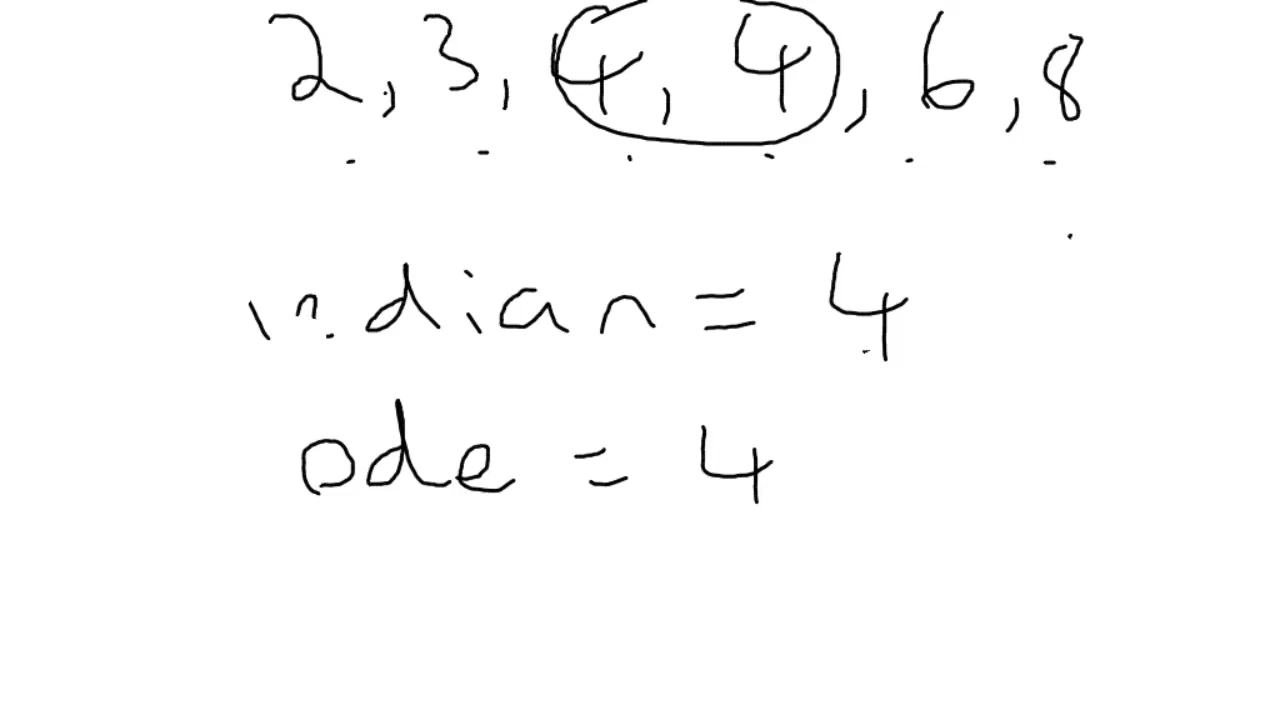 2, 3, 4, 4, 6, 8
dian = 4
ode = 4